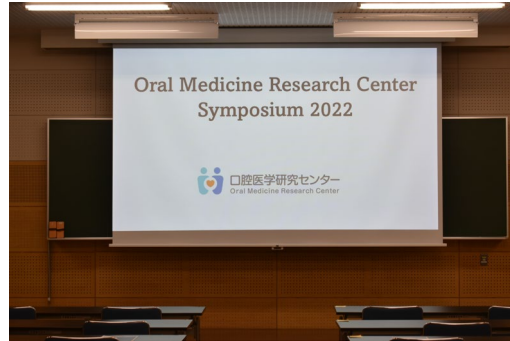 Oral Medicine Research Center
Symposium 2022
口腔医学研究センター
Oral Medicine Research Center